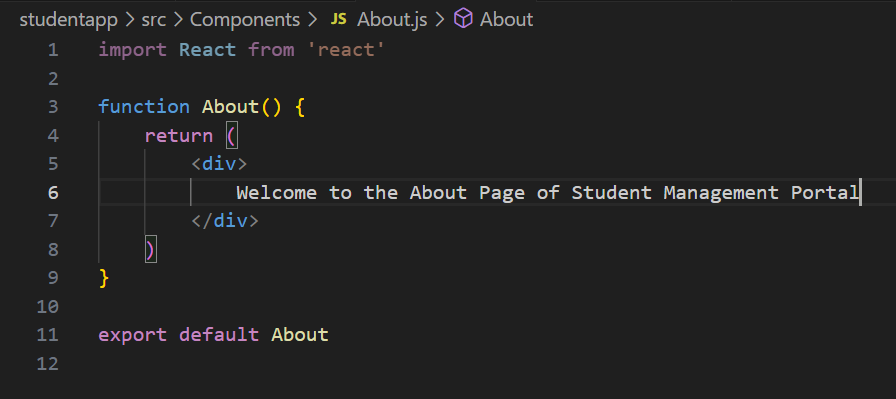 studentapp > src > Components > JS About.js > About
1 import React from 'react'
2
3 function About() {
4     return (
5         <div>
6             Welcome to the About Page of Student Management Portal
7         </div>
8     )
9 }
10
11 export default About
12